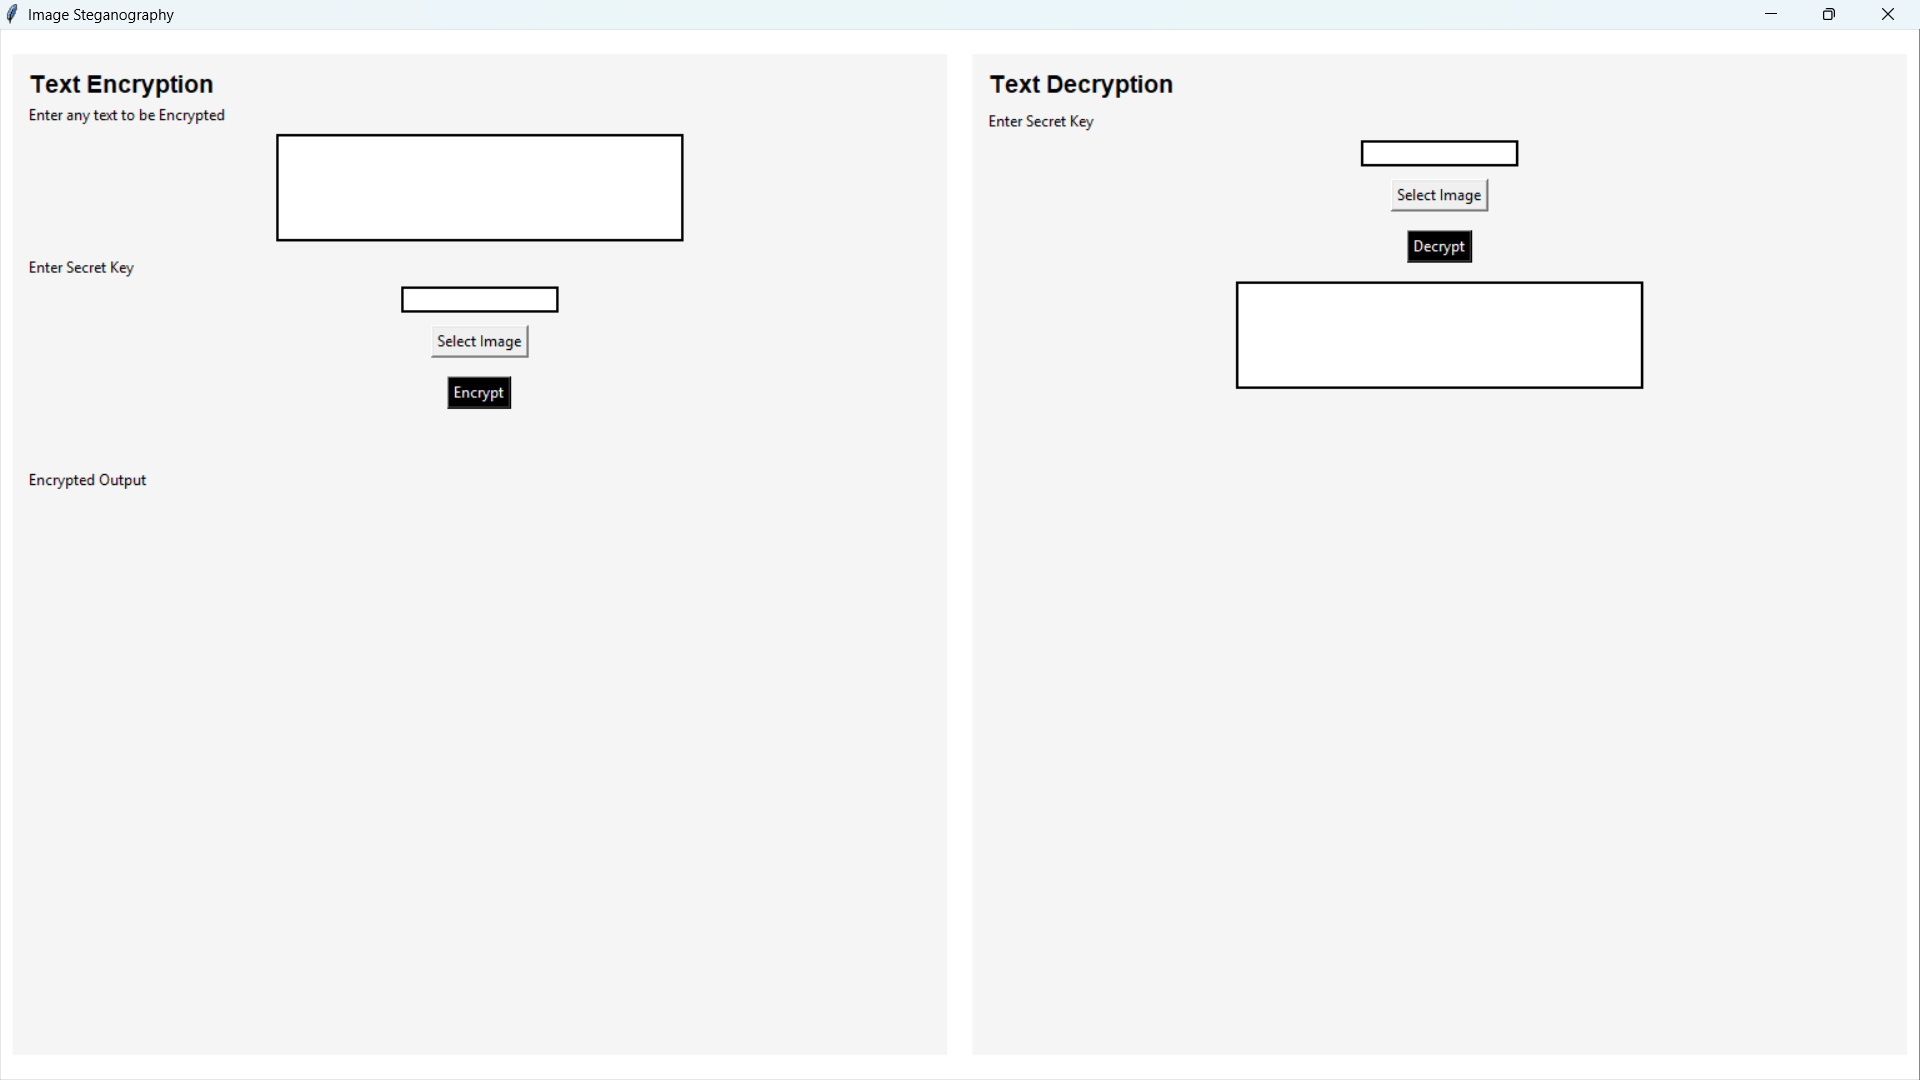 Image Steganography
Text Encryption
Enter any text to be Encrypted
Enter Secret Key
Select Image
Encrypt
Encrypted Output
Text Decryption
Enter Secret Key
Select Image
Decrypt